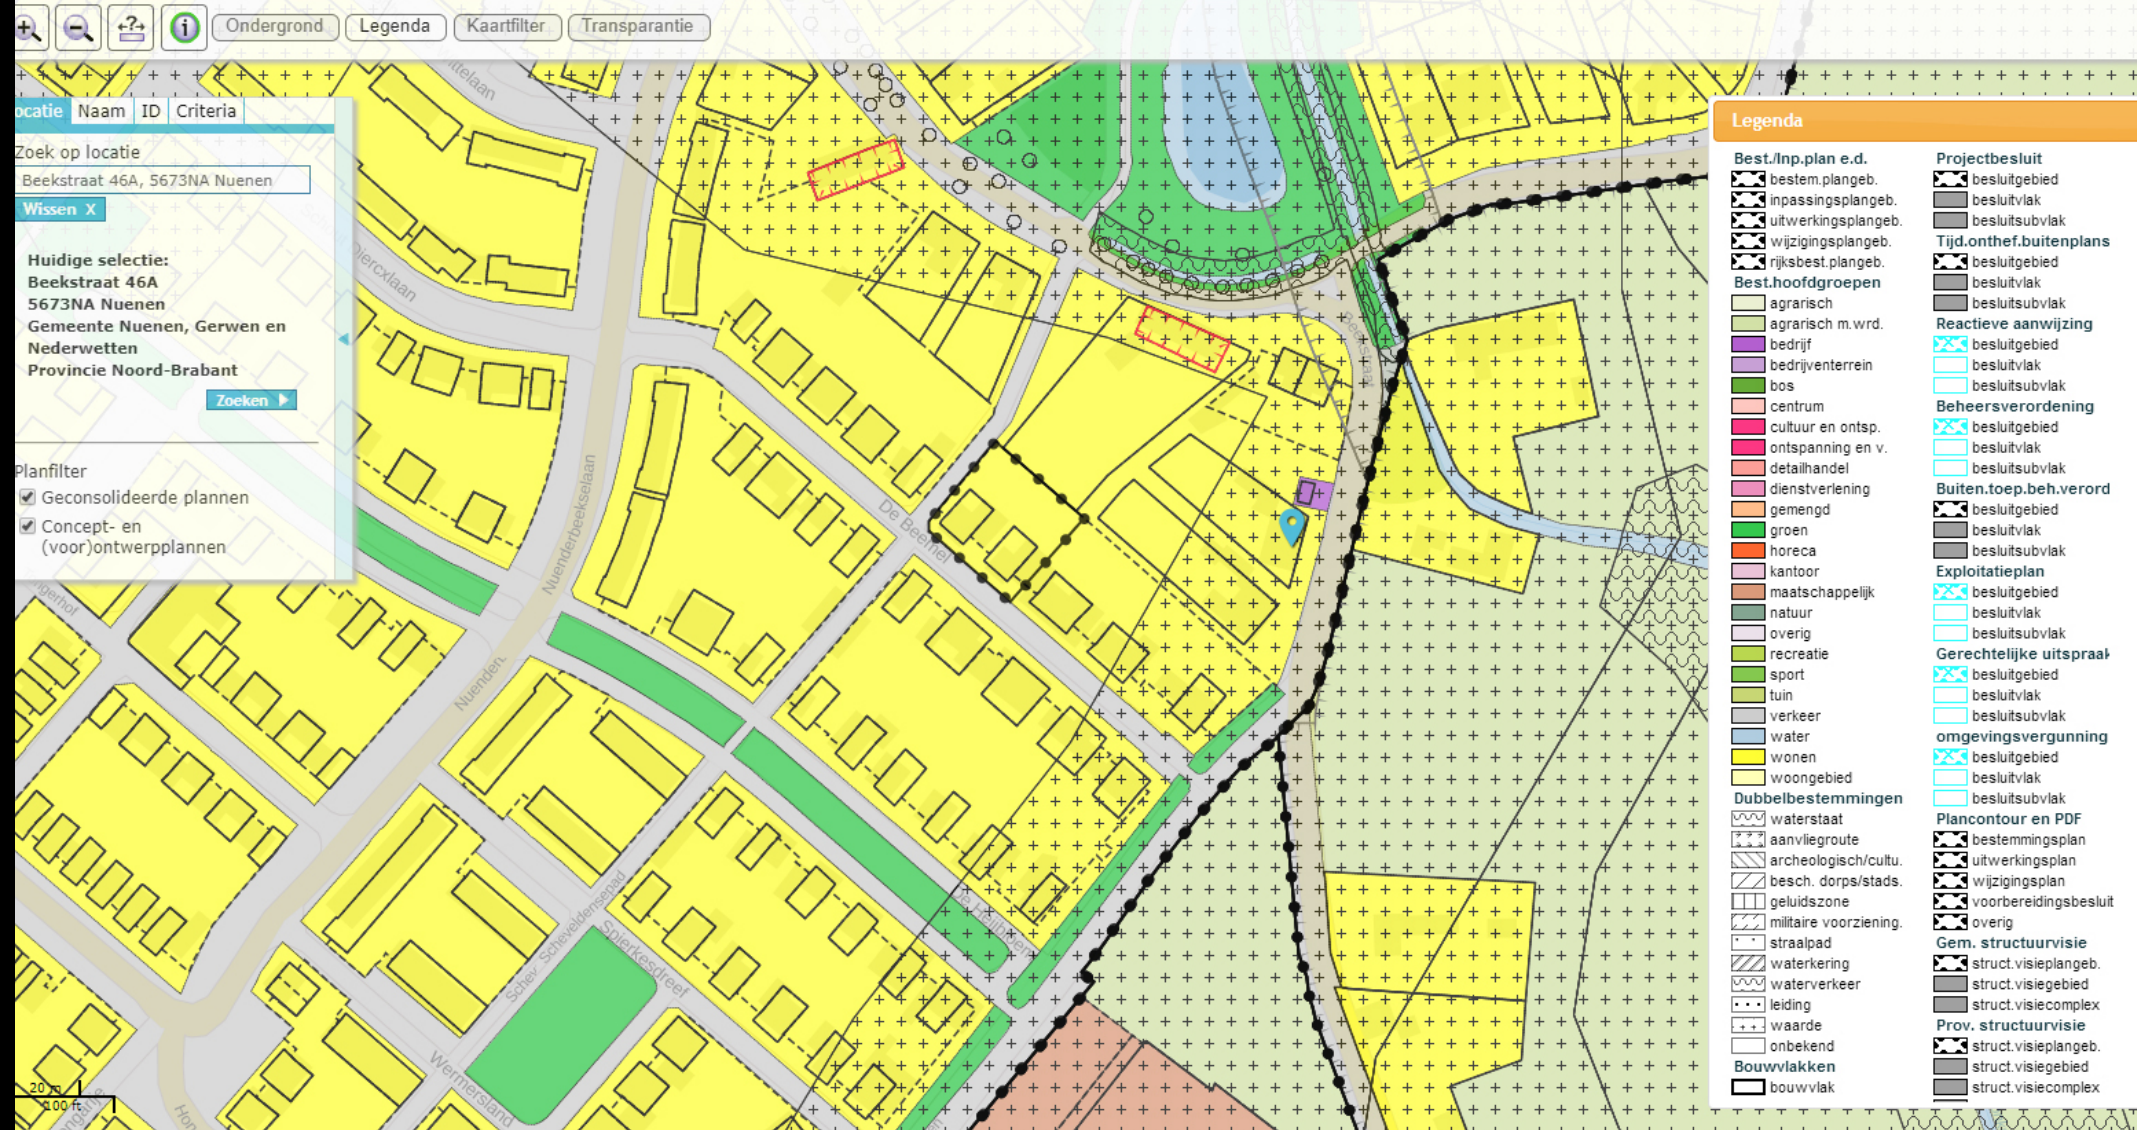 Ondergrond
Legenda
Kaartfilter
Transparantie
ocatie
Naam
ID
Criteria
Zoek op locatie
Beekstraat 46A, 5673NA Nuenen
Wissen X
Huidige selectie:
Beekstraat 46A
5673NA Nuenen
Gemeente Nuenen, Gerwen en
Nederwetten
Provincie Noord-Brabant
Zoeken
Planfilter
Geconsolideerde plannen
Concept- en
(voor)ontwerpplannen
Nuenderbeekselaan
De Beemel
Spierkesdreef
Wermersland
20 m
100 ft
Legenda
Best./Inp.plan e.d.
bestem.plangeb.
inpassingsplangeb.
uitwerkingsplangeb.
wijzigingsplangeb.
rijksbest.plangeb.
Best.hoofdgroepen
agrarisch
agrarisch m.wrd.
bedrijf
bedrijventerrein
bos
centrum
cultuur en ontsp.
ontspanning en v.
detailhandel
dienstverlening
gemengd
groen
horeca
kantoor
maatschappelijk
natuur
overig
recreatie
sport
tuin
verkeer
water
wonen
woongebied
Dubbelbestemmingen
waterstaat
aanvliegroute
archeologisch/cultu.
besch. dorps/stads.
geluidszone
militaire voorziening.
straalpad
waterkering
waterverkeer
leiding
waarde
onbekend
Bouwvlakken
bouwvlak
Projectbesluit
besluitgebied
besluitvlak
besluitsubvlak
Tijd.onthef.buitenplans
besluitgebied
besluitvlak
besluitsubvlak
Reactieve aanwijzing
besluitgebied
besluitvlak
besluitsubvlak
Beheersverordening
besluitgebied
besluitvlak
besluitsubvlak
Buiten.toep.beh.verord
besluitgebied
besluitvlak
besluitsubvlak
Exploitatieplan
besluitgebied
besluitvlak
besluitsubvlak
Gerechtelijke uitspraak
besluitgebied
besluitvlak
besluitsubvlak
omgevingsvergunning
besluitgebied
besluitvlak
besluitsubvlak
Plancontour en PDF
bestemmingsplan
uitwerkingsplan
wijzigingsplan
voorbereidingsbesluit
overig
Gem. structuurvisie
struct.visieplangeb.
struct.visiegebied
struct.visiecomplex
Prov. structuurvisie
struct.visieplangeb.
struct.visiegebied
struct.visiecomplex